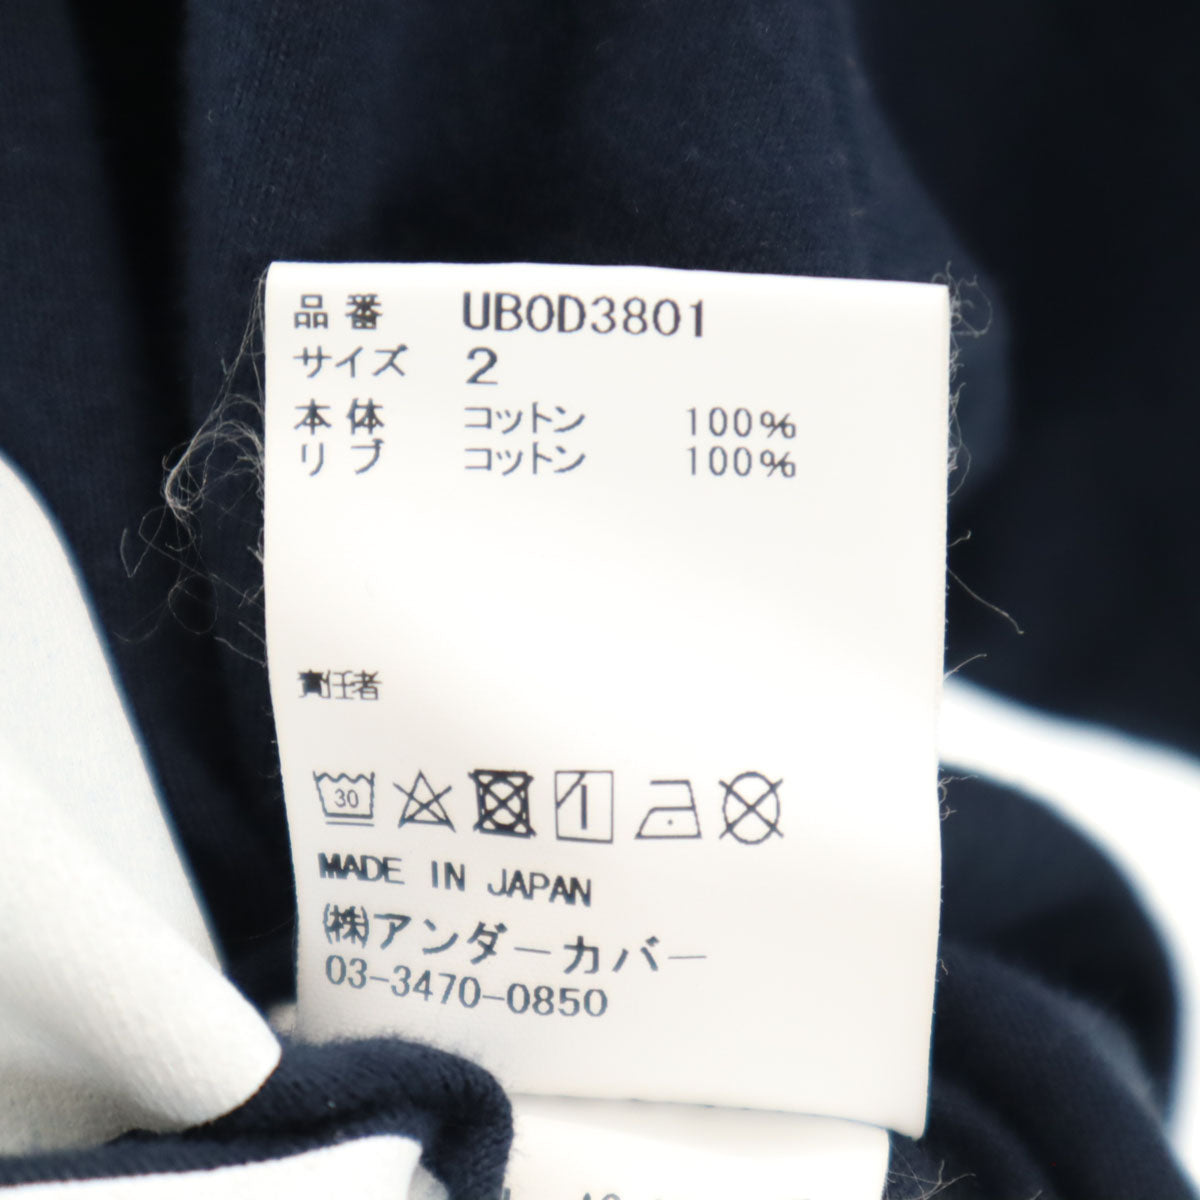 品番 UB0D3801
サイズ 2
本体 コットン 100%
リブ コットン 100%
責任者
30
MADE IN JAPAN
㈱アンダーカバー
03-3470-0850